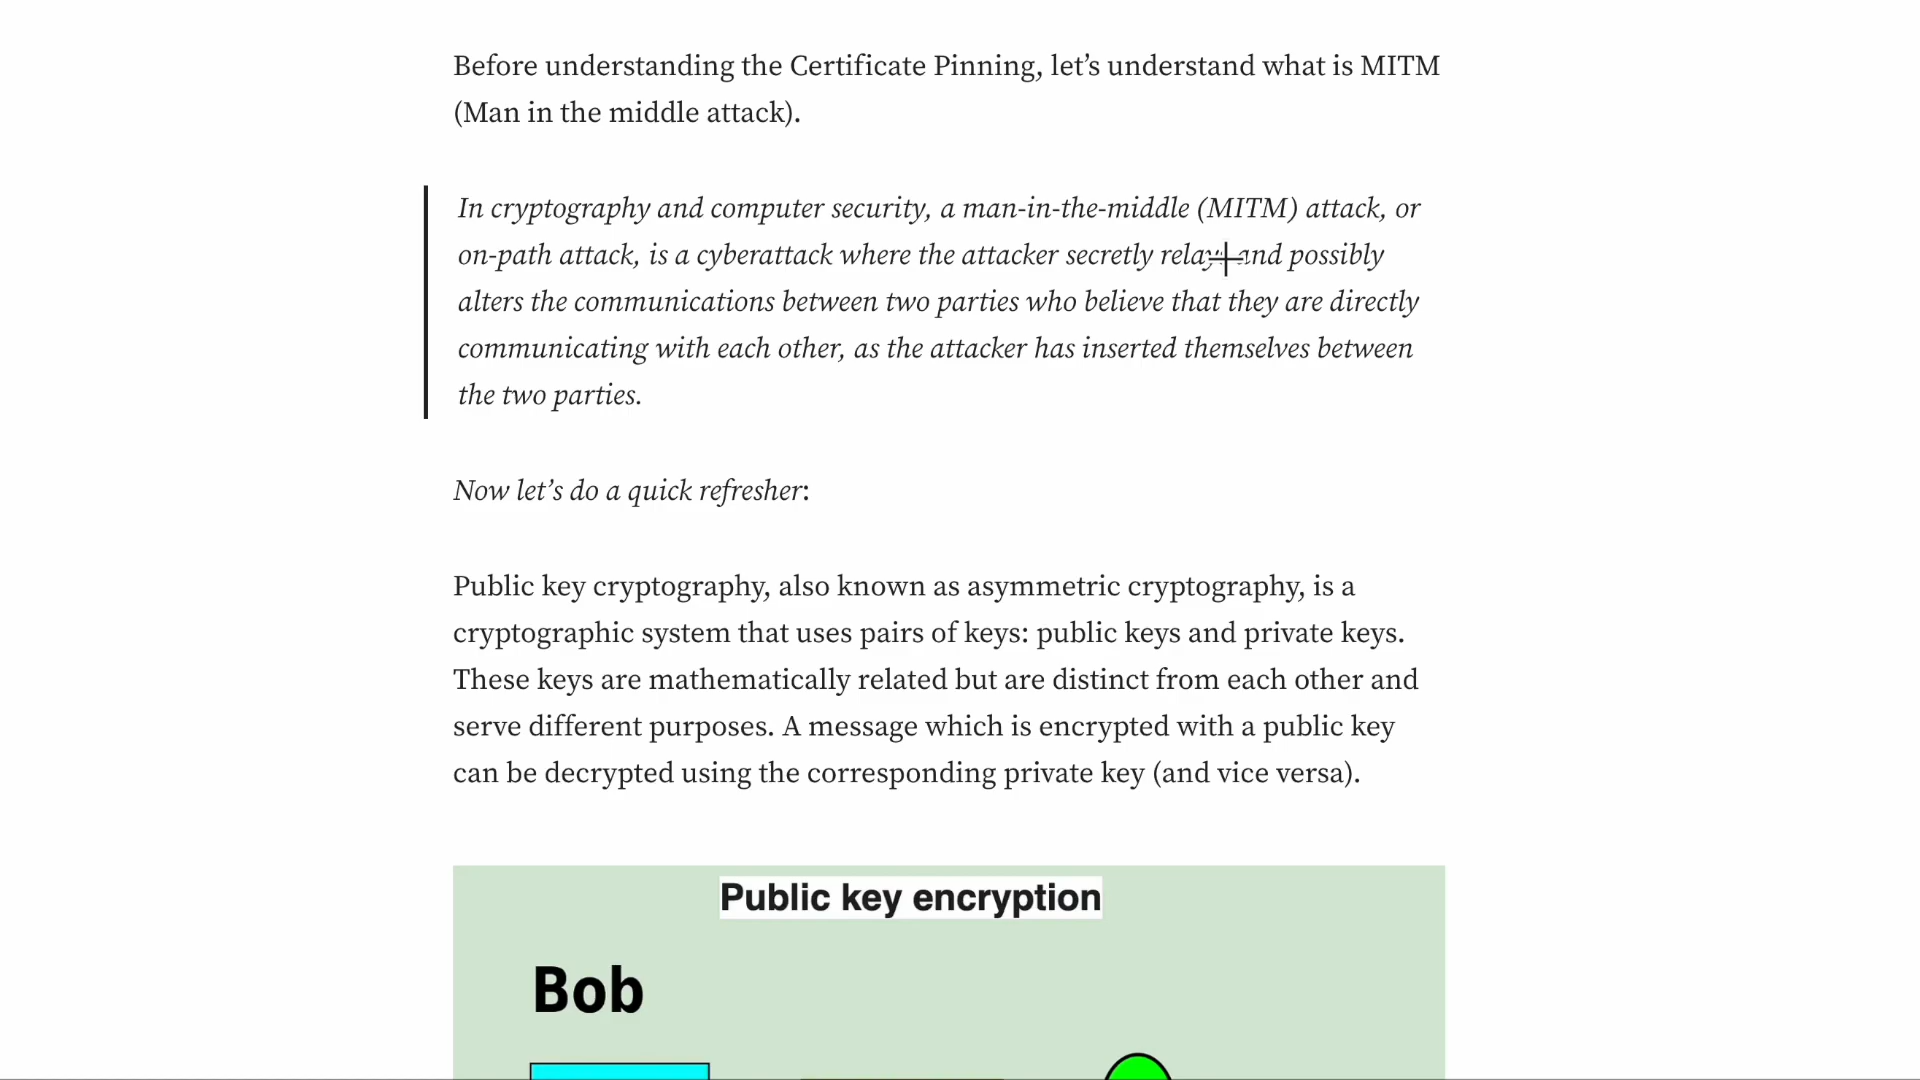 Before understanding the Certificate Pinning, let’s understand what is MITM
(Man in the middle attack).
In cryptography and computer security, a man-in-the-middle (MITM) attack, or
on-path attack, is a cyberattack where the attacker secretly relays and possibly
alters the communications between two parties who believe that they are directly
communicating with each other, as the attacker has inserted themselves between
the two parties.
Now let’s do a quick refresher:
Public key cryptography, also known as asymmetric cryptography, is a
cryptographic system that uses pairs of keys: public keys and private keys.
These keys are mathematically related but are distinct from each other and
serve different purposes. A message which is encrypted with a public key
can be decrypted using the corresponding private key (and vice versa).
Public key encryption
Bob